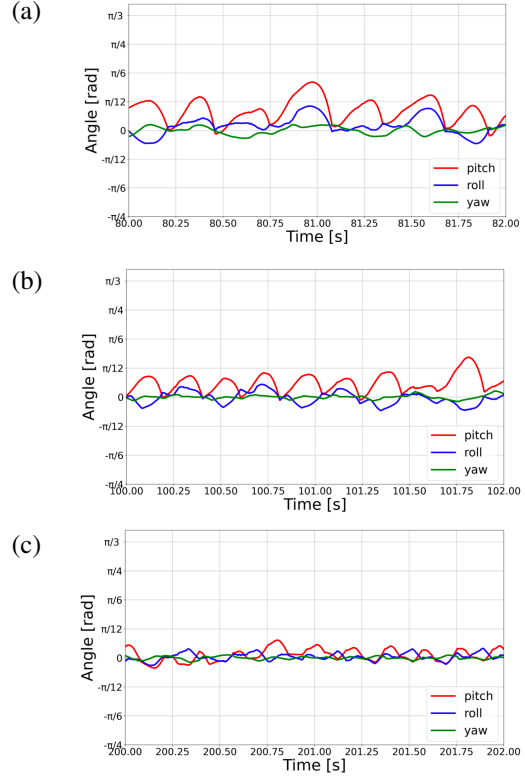 (a)
π/3
π/4
π/6
π/12
0
-π/12
-π/6
-π/4
Angle [rad]
80.00 80.25 80.50 80.75 81.00 81.25 81.50 81.75 82.00
Time [s]
pitch
roll
yaw
(b)
π/3
π/4
π/6
π/12
0
-π/12
-π/6
-π/4
Angle [rad]
100.00 100.25 100.50 100.75 101.00 101.25 101.50 101.75 102.00
Time [s]
pitch
roll
yaw
(c)
π/3
π/4
π/6
π/12
0
-π/12
-π/6
-π/4
Angle [rad]
200.00 200.25 200.50 200.75 201.00 201.25 201.50 201.75 202.00
Time [s]
pitch
roll
yaw